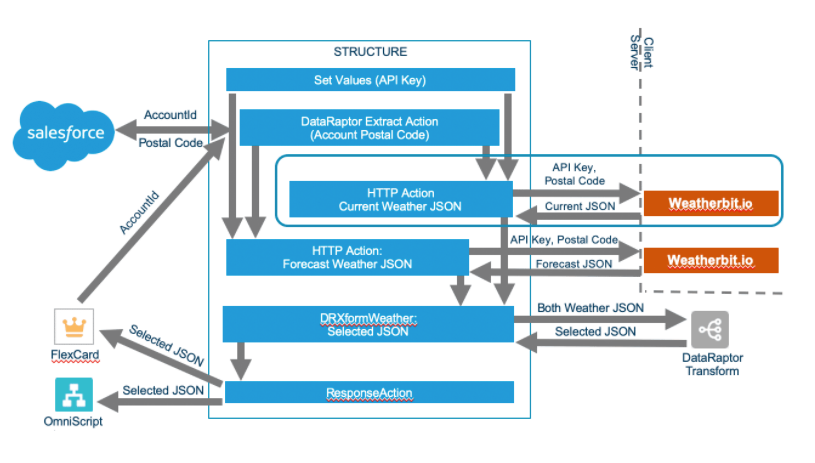 STRUCTURE
Client
Server
Set Values (API Key)
salesforce
AccountId
Postal Code
DataRaptor Extract Action
(Account Postal Code)
API Key,
Postal Code
HTTP Action
Current Weather JSON
Current JSON
Weatherbit.io
AccountId
HTTP Action:
Forecast Weather JSON
API Key, Postal Code
Forecast JSON
Weatherbit.io
DRXformWeather:
Selected JSON
Both Weather JSON
Selected JSON
DataRaptor
Transform
FlexCard
Selected JSON
ResponseAction
Selected JSON
OmniScript